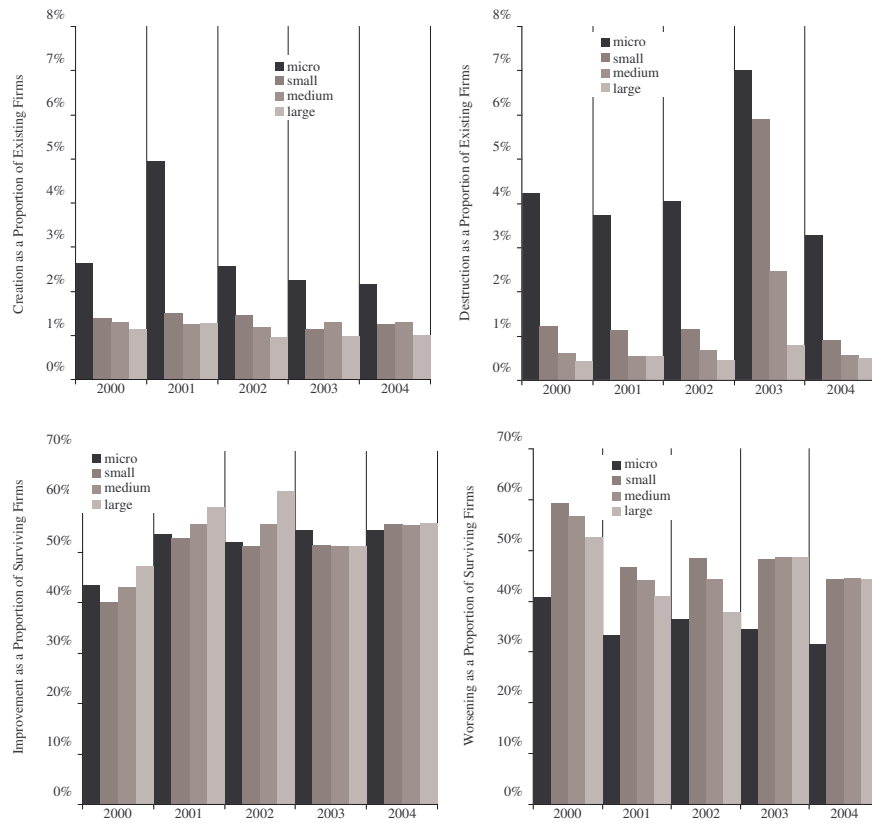 Creation as a Proportion of Existing Firms
8%
7%
6%
5%
4%
3%
2%
1%
0%
micro
small
medium
large
2000 2001 2002 2003 2004
Destruction as a Proportion of Existing Firms
8%
7%
6%
5%
4%
3%
2%
1%
0%
micro
small
medium
large
2000 2001 2002 2003 2004
Improvement as a Proportion of Surviving Firms
70%
60%
50%
40%
30%
20%
10%
0%
micro
small
medium
large
2000 2001 2002 2003 2004
Worsening as a Proportion of Surviving Firms
70%
60%
50%
40%
30%
20%
10%
0%
micro
small
medium
large
2000 2001 2002 2003 2004